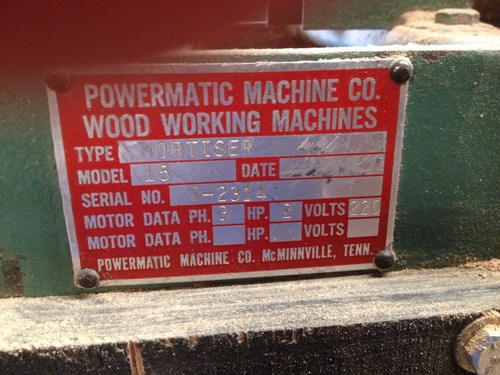 POWERMATIC MACHINE CO.
WOOD WORKING MACHINES
TYPE MORTISER
MODEL 15 DATE
SERIAL NO. T-2314
MOTOR DATA PH. 3 HP. 2 VOLTS 220
MOTOR DATA PH. HP. VOLTS
POWERMATIC MACHINE CO. McMINNVILLE, TENN.